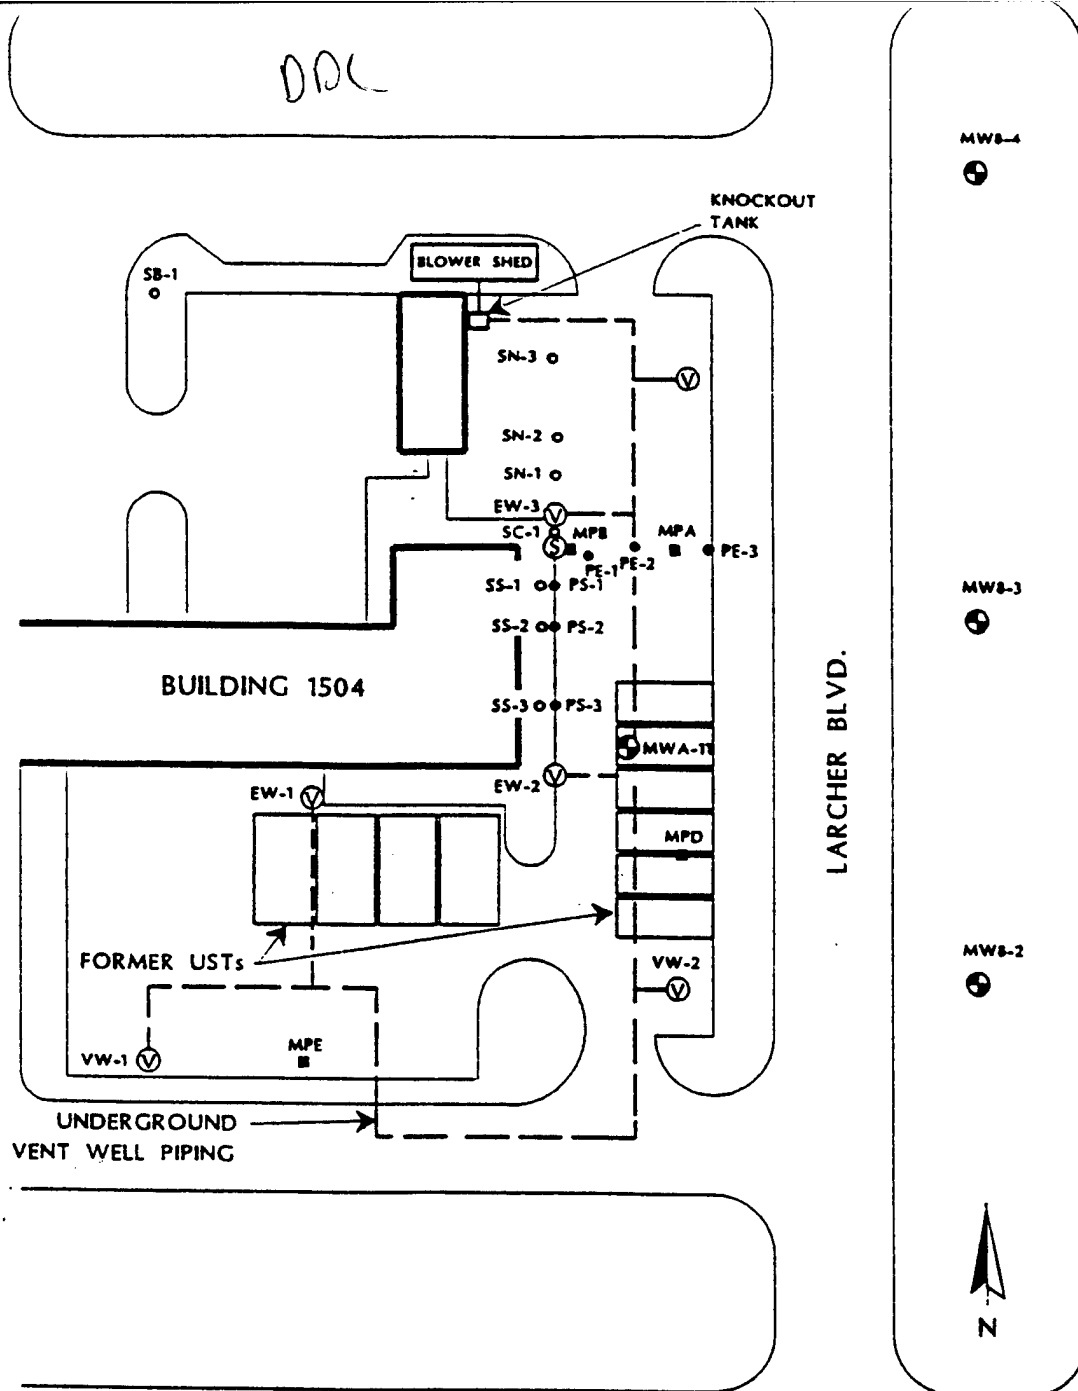 DDC
MW8-4
KNOCKOUT
TANK
BLOWER SHED
SB-1
SN-3
V
SN-2
SN-1
EW-3 V
SC-1
S
MPB
MPA
PE-1
PE-2
PE-3
SS-1 PS-1
MW8-3
SS-2 PS-2
BUILDING 1504
SS-3 PS-3
LARCHER BLVD.
MWA-11
EW-2 V
EW-1 V
MPD
FORMER USTs
VW-2
V
MW8-2
MPE
VW-1 V
UNDERGROUND
VENT WELL PIPING
N